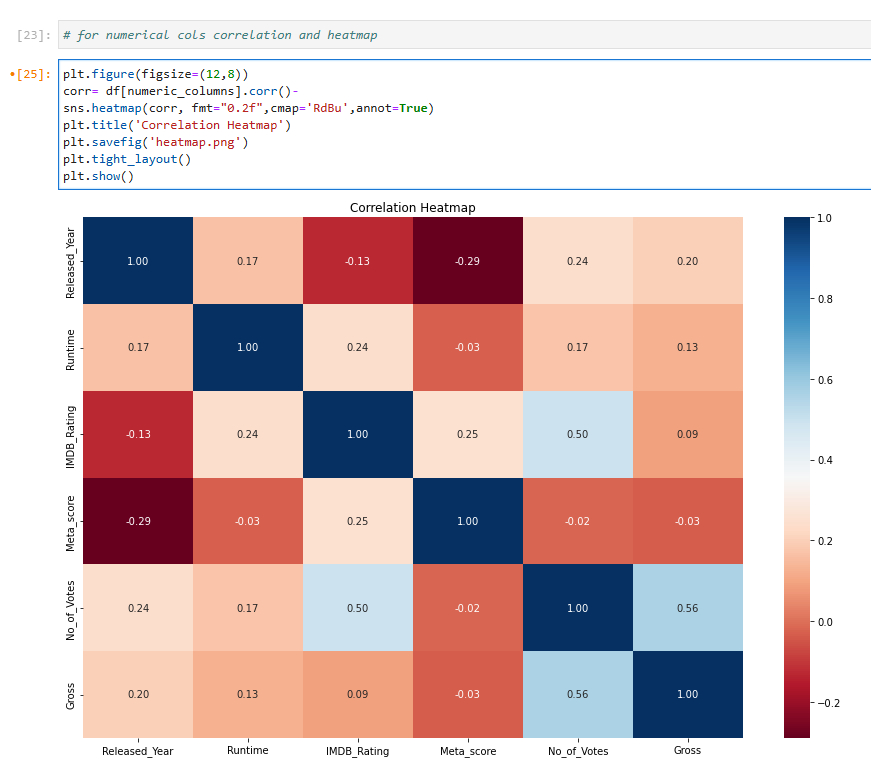 [23]: # for numerical cols correlation and heatmap
•[25]: plt.figure(figsize=(12,8))
corr= df[numeric_columns].corr()-
sns.heatmap(corr, fmt="0.2f",cmap='RdBu',annot=True)
plt.title('Correlation Heatmap')
plt.savefig('heatmap.png')
plt.tight_layout()
plt.show()
Correlation Heatmap
Released_Year 1.00 0.17 -0.13 -0.29 0.24 0.20
Runtime 0.17 1.00 0.24 -0.03 0.17 0.13
IMDB_Rating -0.13 0.24 1.00 0.25 0.50 0.09
Meta_score -0.29 -0.03 0.25 1.00 -0.02 -0.03
No_of_Votes 0.24 0.17 0.50 -0.02 1.00 0.56
Gross 0.20 0.13 0.09 -0.03 0.56 1.00
Released_Year Runtime IMDB_Rating Meta_score No_of_Votes Gross
1.0
0.8
0.6
0.4
0.2
0.0
−0.2